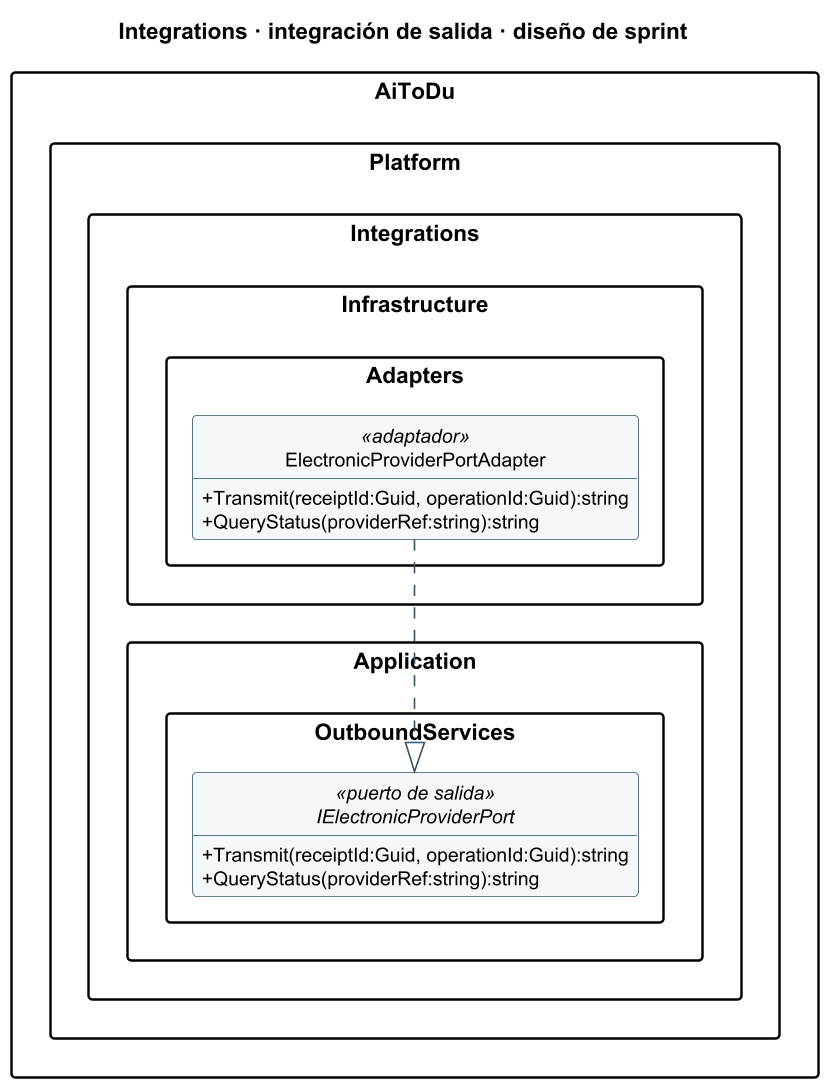 Integrations · integración de salida · diseño de sprint
AiToDu
Platform
Integrations
Infrastructure
Adapters
«adaptador»
ElectronicProviderPortAdapter
+Transmit(receiptId:Guid, operationId:Guid):string
+QueryStatus(providerRef:string):string
Application
OutboundServices
«puerto de salida»
IElectronicProviderPort
+Transmit(receiptId:Guid, operationId:Guid):string
+QueryStatus(providerRef:string):string